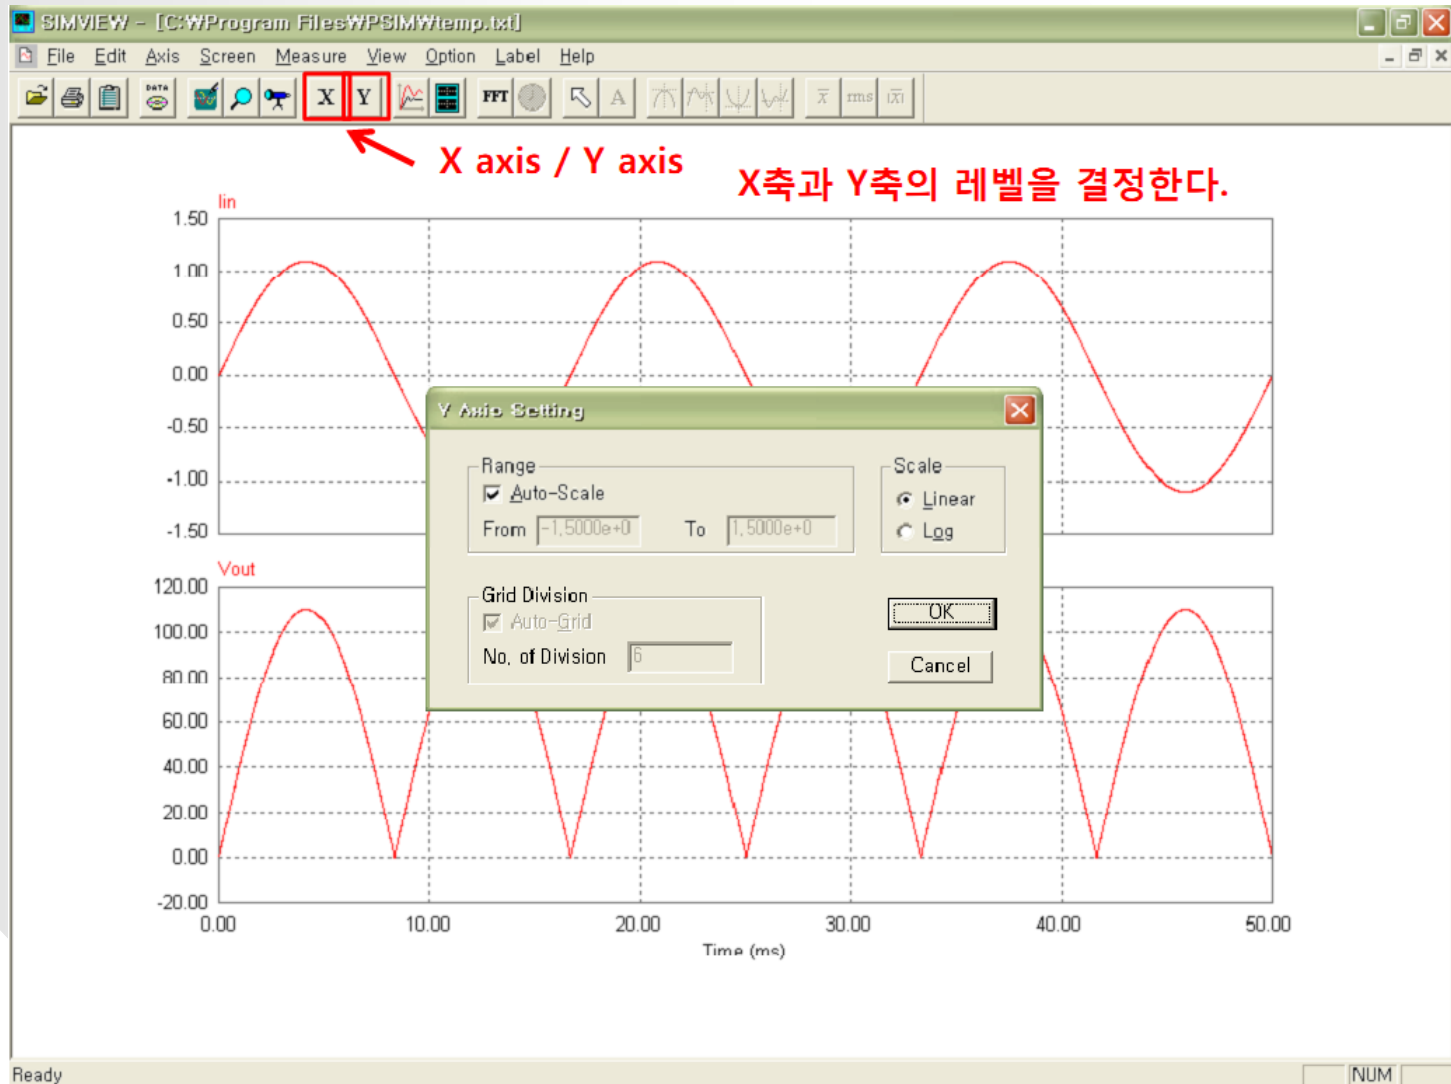 SIMVIEW - [C:₩Program Files₩PSIM₩temp.txt]
File Edit Axis Screen Measure View Option Label Help
DATA X Y FFT A x rms |x|
X axis / Y axis
X축과 Y축의 레벨을 결정한다.
Iin
1.50
1.00
0.50
0.00
-0.50
-1.00
-1.50
Y Axis Setting
Range
Auto-Scale
From -1.5000e+0 To 1.5000e+0
Scale
Linear
Log
Grid Division
Auto-Grid
No. of Division 6
OK
Cancel
Vout
120.00
100.00
80.00
60.00
40.00
20.00
0.00
-20.00
0.00 10.00 20.00 30.00 40.00 50.00
Time (ms)
Ready NUM